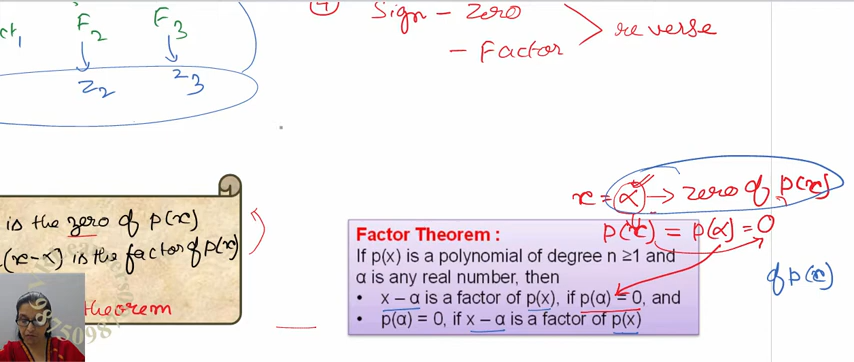 4 Sign - Zero
- Factor
reverse
F2 F3
Z2 Z3
x = α → zero of p(x)
p(x) = p(α) = 0
of p(x)
is the zero of p(x)
(x-α) is the factor of p(x)
theorem
Factor Theorem :
If p(x) is a polynomial of degree n ≥1 and
α is any real number, then
• x – α is a factor of p(x), if p(α) = 0, and
• p(α) = 0, if x – α is a factor of p(x)